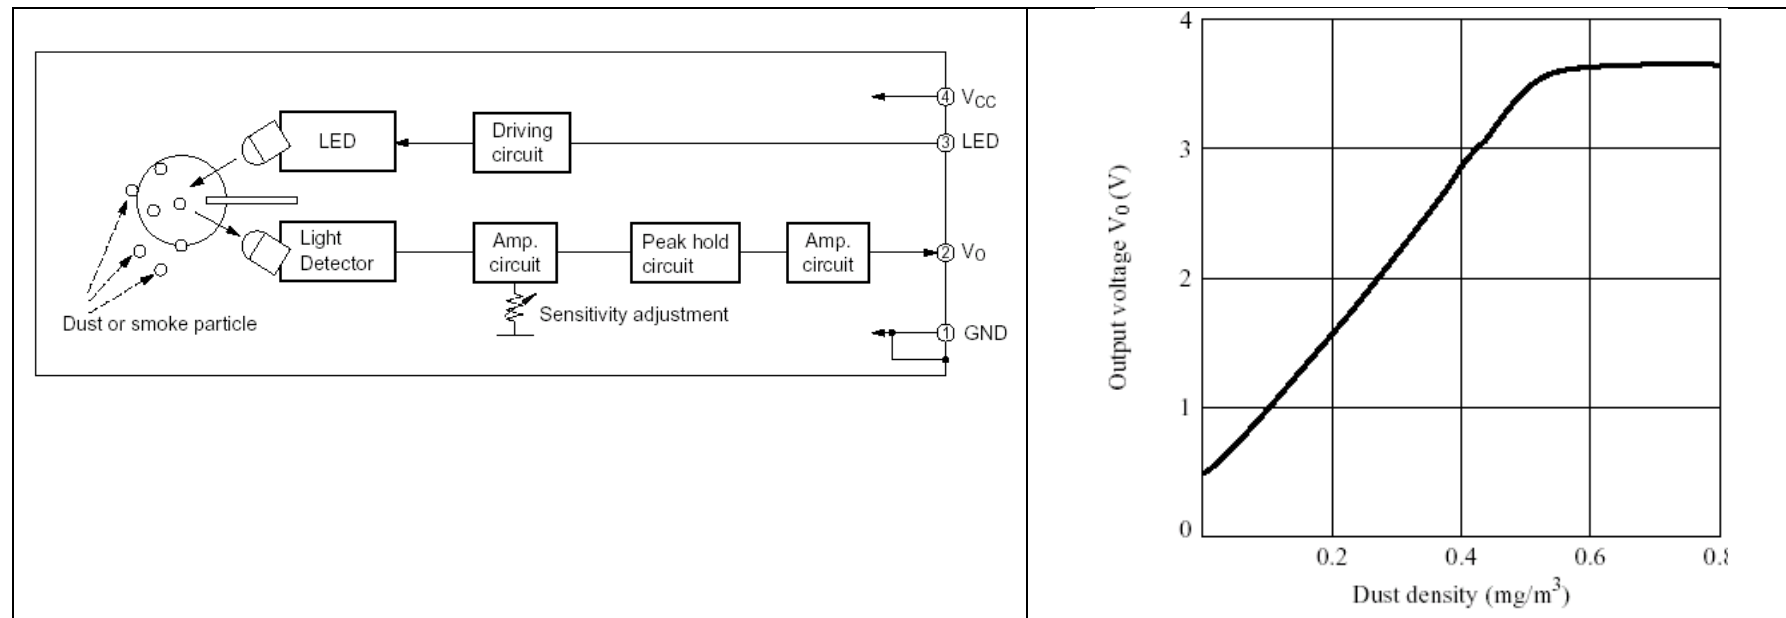 ④ VCC
LED
Driving
circuit
③ LED
Light
Detector
Amp.
circuit
Peak hold
circuit
Amp.
circuit
② VO
Sensitivity adjustment
Dust or smoke particle
① GND
4
3
2
1
0
Output voltage V0 (V)
0.2
0.4
0.6
Dust density (mg/m3)